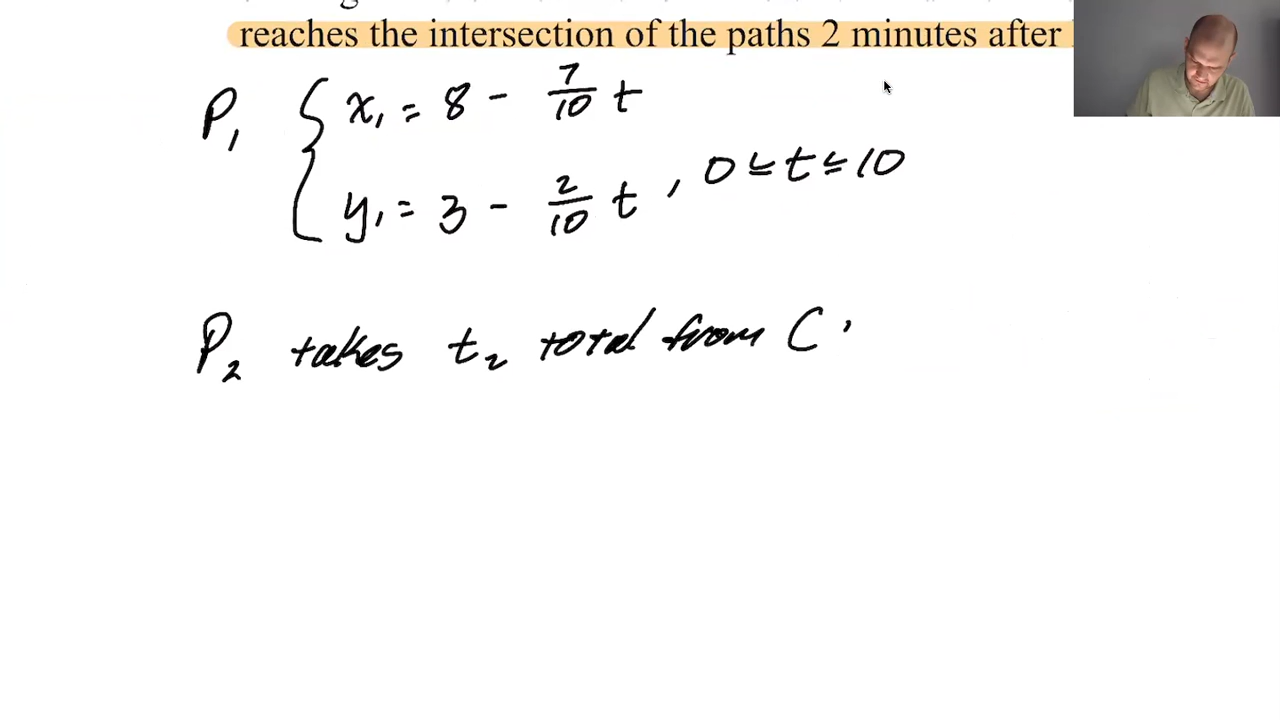 reaches the intersection of the paths 2 minutes after
P₁ { x₁ = 8 - 7/10 t
y₁ = 3 - 2/10 t , 0 ≤ t ≤ 10
P₂ takes t₂ total from C